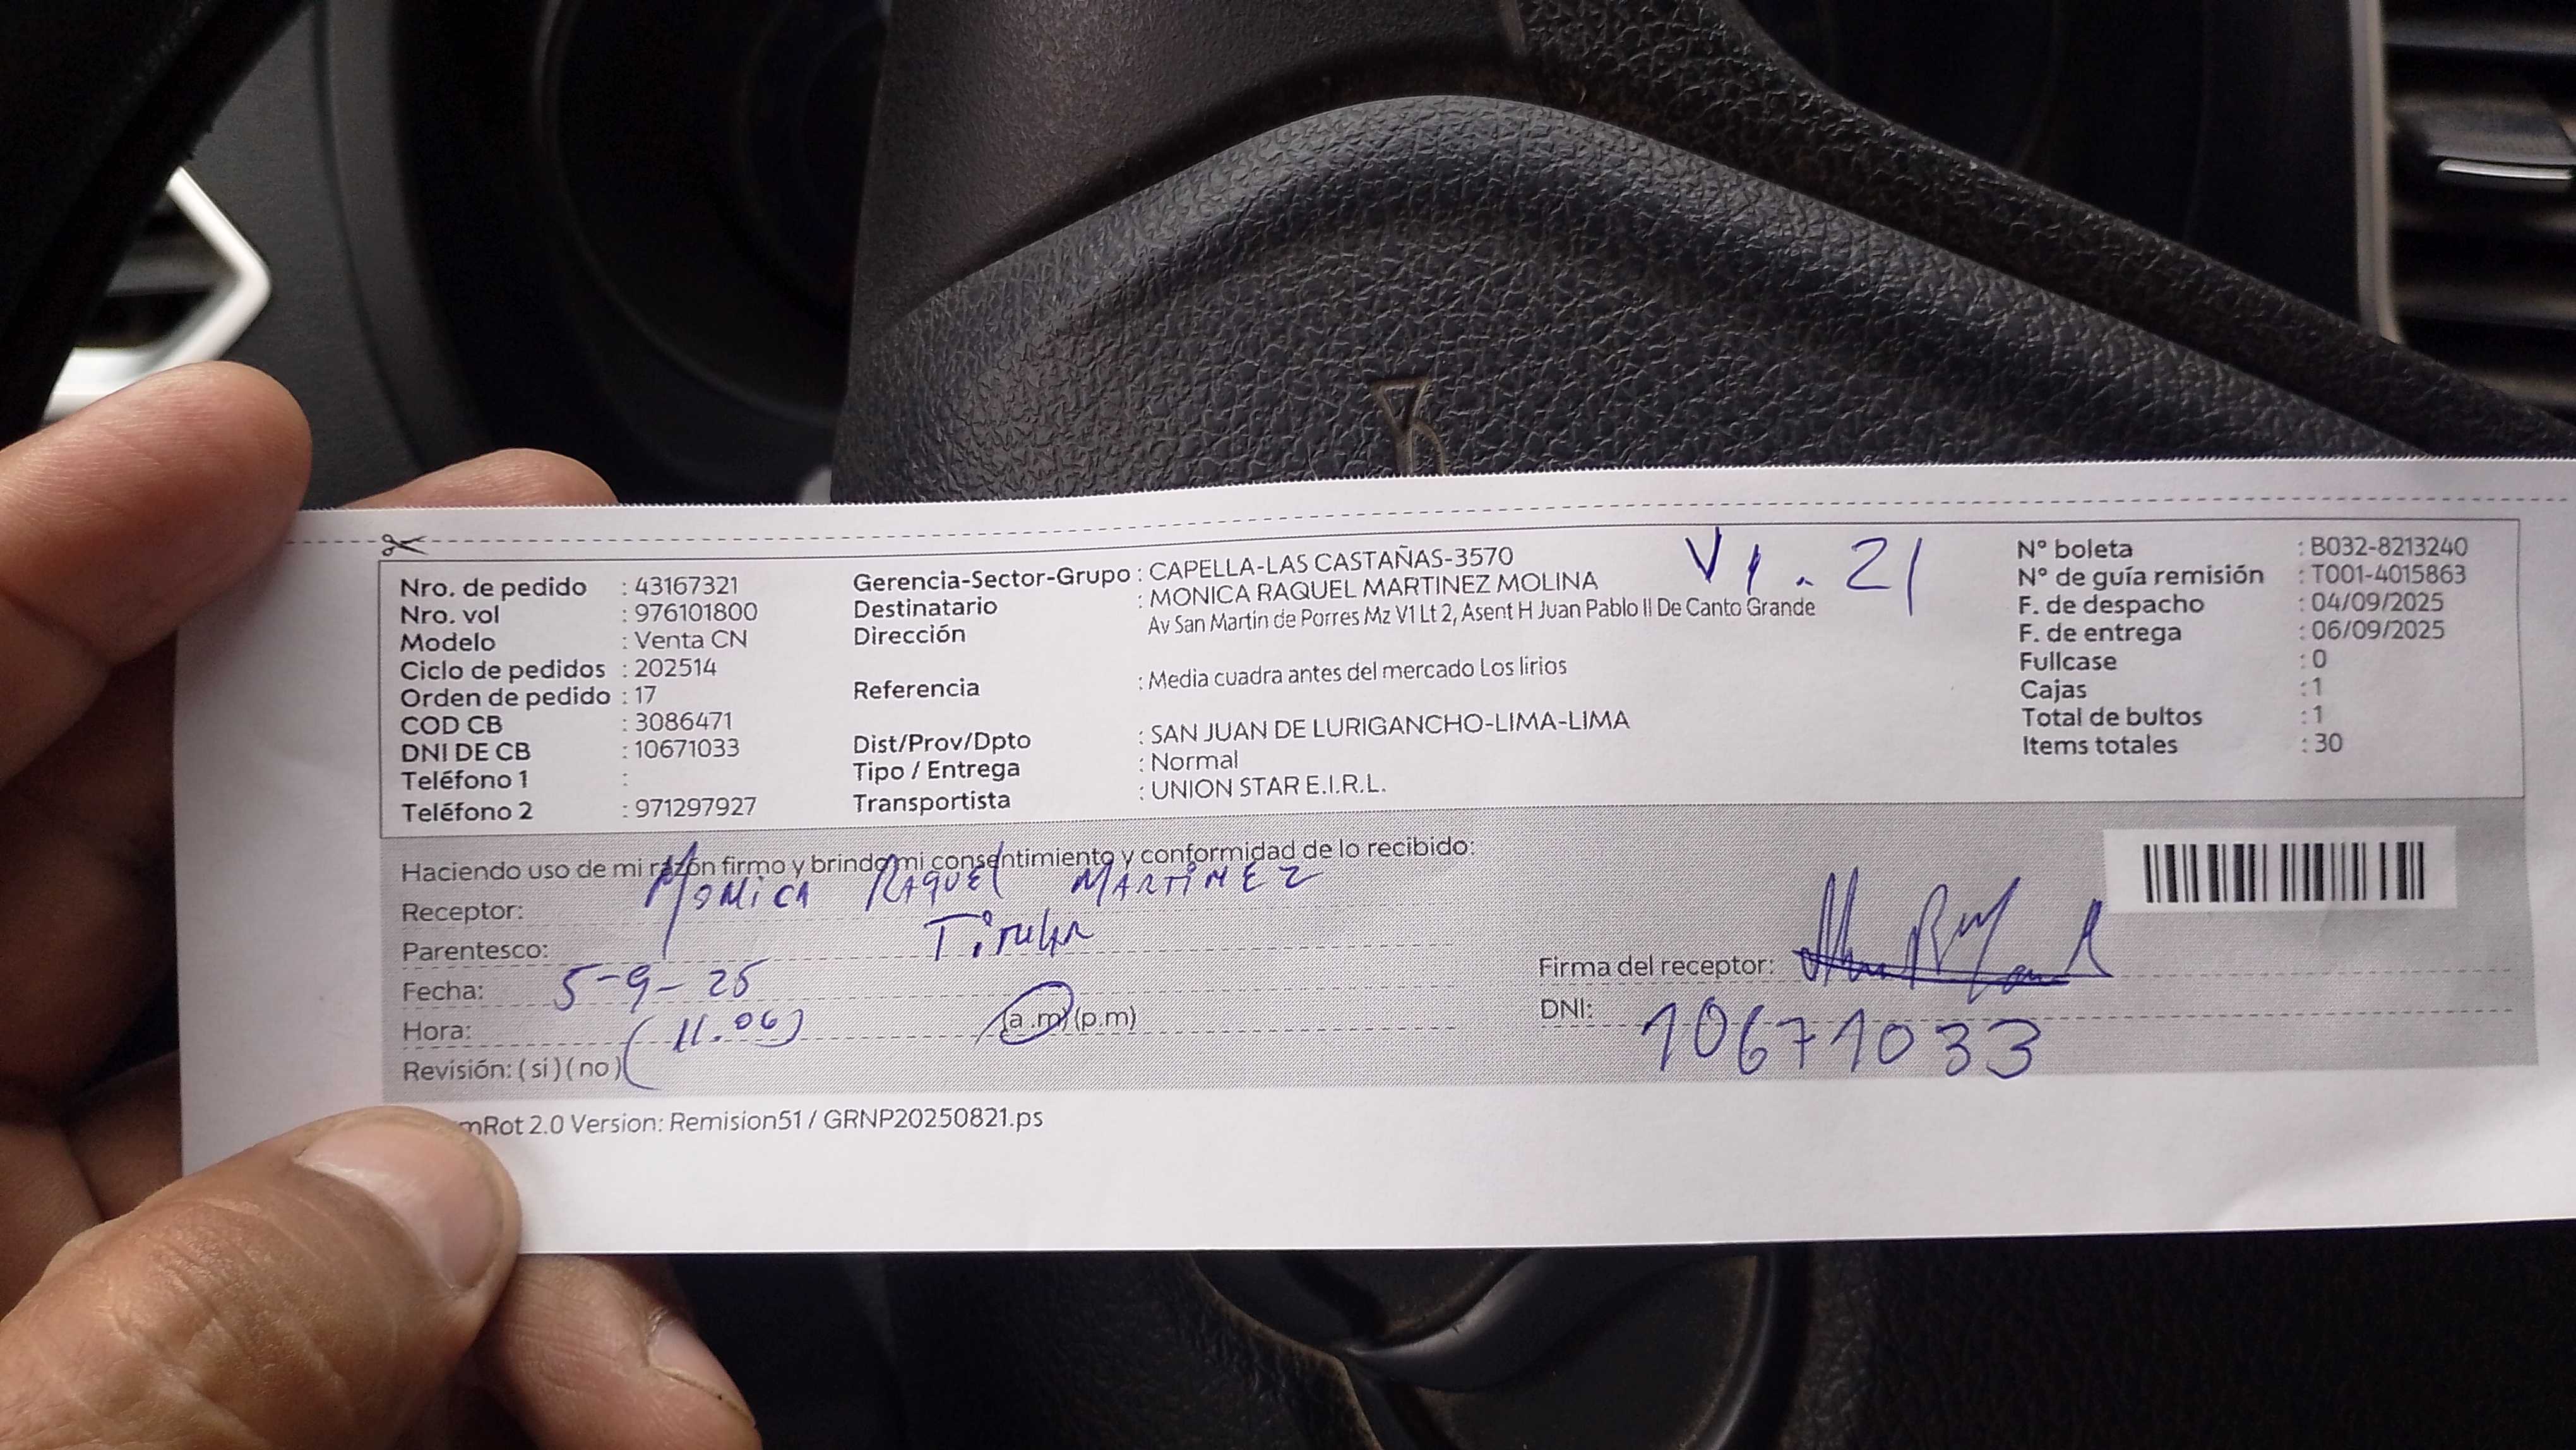 Nro. de pedido : 43167321
Nro. vol : 976101800
Modelo : Venta CN
Ciclo de pedidos : 202514
Orden de pedido : 17
COD CB : 3086471
DNI DE CB : 10671033
Teléfono 1 :
Teléfono 2 : 971297927
Gerencia-Sector-Grupo : CAPELLA-LAS CASTAÑAS-3570
Destinatario : MONICA RAQUEL MARTINEZ MOLINA
Dirección Av San Martin de Porres Mz V1 Lt 2, Asent H Juan Pablo II De Canto Grande
Referencia : Media cuadra antes del mercado Los lirios
Dist/Prov/Dpto : SAN JUAN DE LURIGANCHO-LIMA-LIMA
Tipo / Entrega : Normal
Transportista : UNION STAR E.I.R.L.
V1. 21
N° boleta : B032-8213240
N° de guía remisión : T001-4015863
F. de despacho : 04/09/2025
F. de entrega : 06/09/2025
Fullcase : 0
Cajas : 1
Total de bultos : 1
Items totales : 30
Haciendo uso de mi razón firmo y brindo mi consentimiento y conformidad de lo recibido:
Receptor: MONICA RAQUEL MARTINEZ
Parentesco: Titular
Fecha: 5-9-25
Hora: (11.06) (a.m) (p.m)
Revisión: ( si ) ( no )
Firma del receptor:
DNI: 10671033
mRot 2.0 Version: Remision51 / GRNP20250821.ps